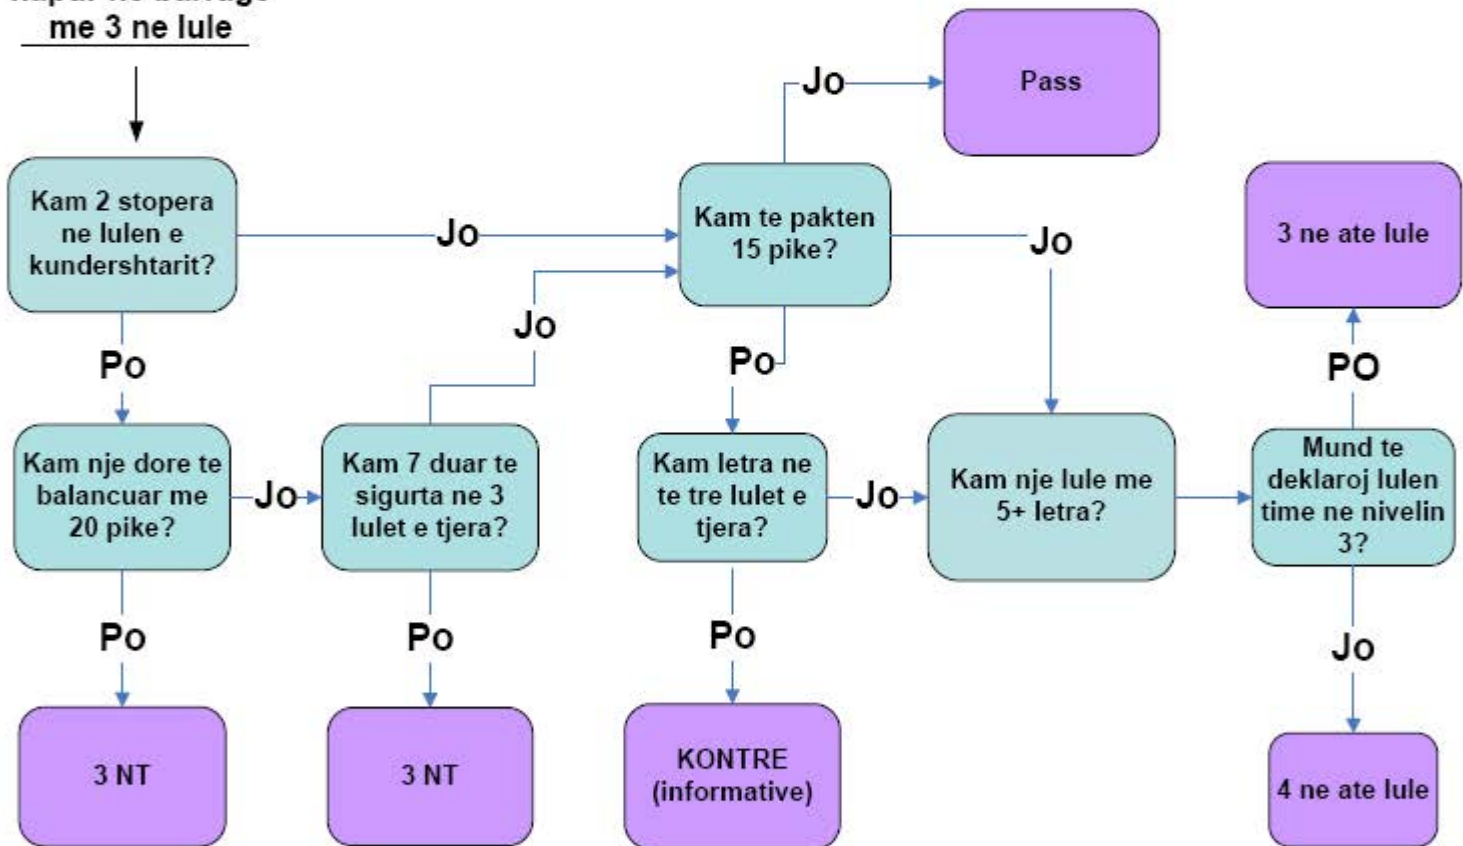 me 3 ne lule
Kam 2 stopera
ne lulen e
kundershtarit?
Jo
Kam te pakten
15 pike?
Jo
Pass
Jo
3 ne ate lule
Po
Jo
Po
PO
Kam nje dore te
balancuar me
20 pike?
Jo
Kam 7 duar te
sigurta ne 3
lulet e tjera?
Kam letra ne
te tre lulet e
tjera?
Jo
Kam nje lule me
5+ letra?
Mund te
deklaroj lulen
time ne nivelin
3?
Po
Po
Po
Jo
3 NT
3 NT
KONTRE
(informative)
4 ne ate lule